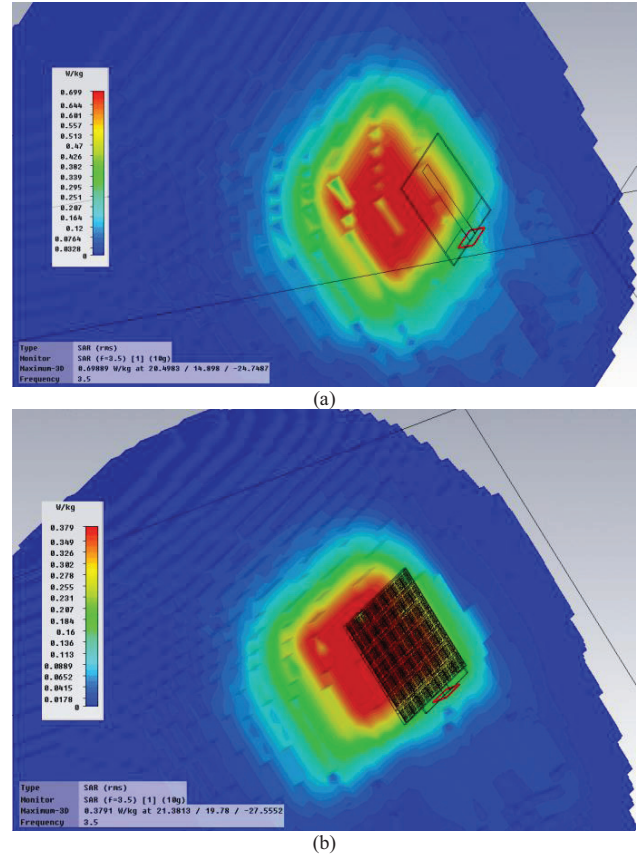 W/kg
0.699
0.644
0.601
0.557
0.513
0.47
0.426
0.382
0.339
0.295
0.251
0.207
0.164
0.12
0.0764
0.0328
0
Type SAR (rms)
Monitor SAR (f=3.5) [1] (10g)
Maximum-3D 0.69889 W/kg at 20.4983 / 14.898 / -24.7487
Frequency 3.5
(a)
W/kg
0.379
0.349
0.326
0.302
0.278
0.255
0.231
0.207
0.184
0.16
0.136
0.113
0.0889
0.0652
0.0415
0.0178
0
Type SAR (rms)
Monitor SAR (f=3.5) [1] (10g)
Maximum-3D 0.3791 W/kg at 21.3813 / 19.78 / -27.5552
Frequency 3.5
(b)